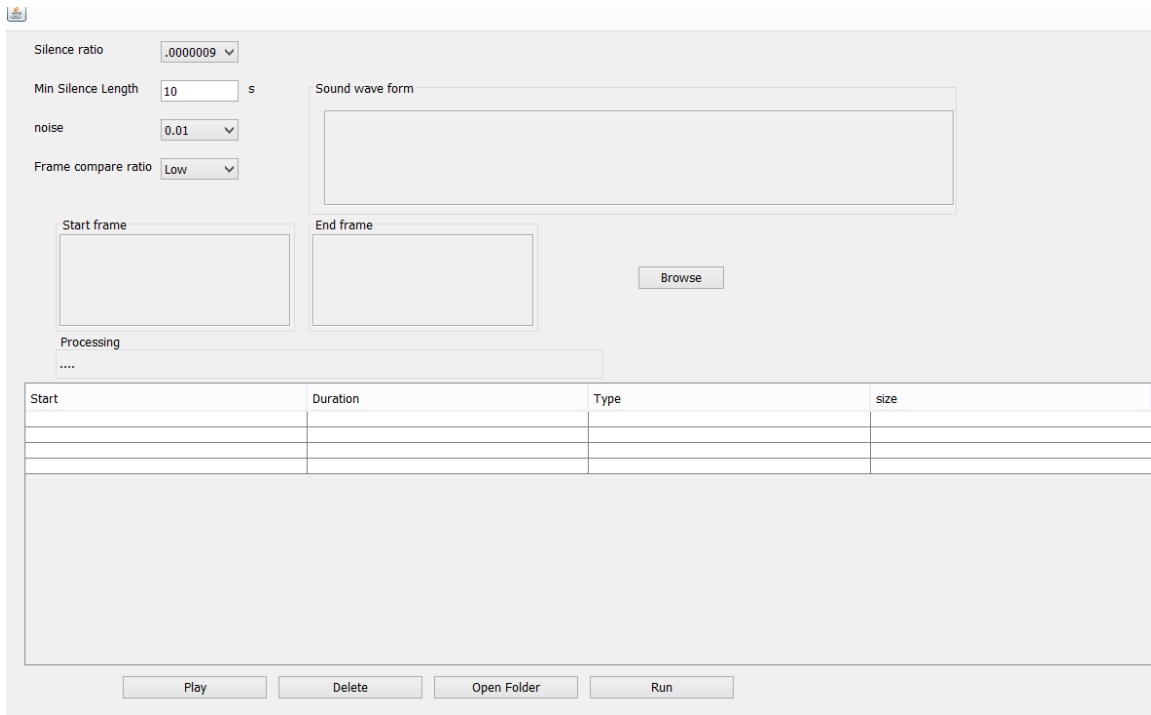 Silence ratio .0000009
Min Silence Length 10 s
Sound wave form
noise 0.01
Frame compare ratio Low
Start frame End frame
Browse
Processing
....
Start Duration Type size
Play Delete Open Folder Run